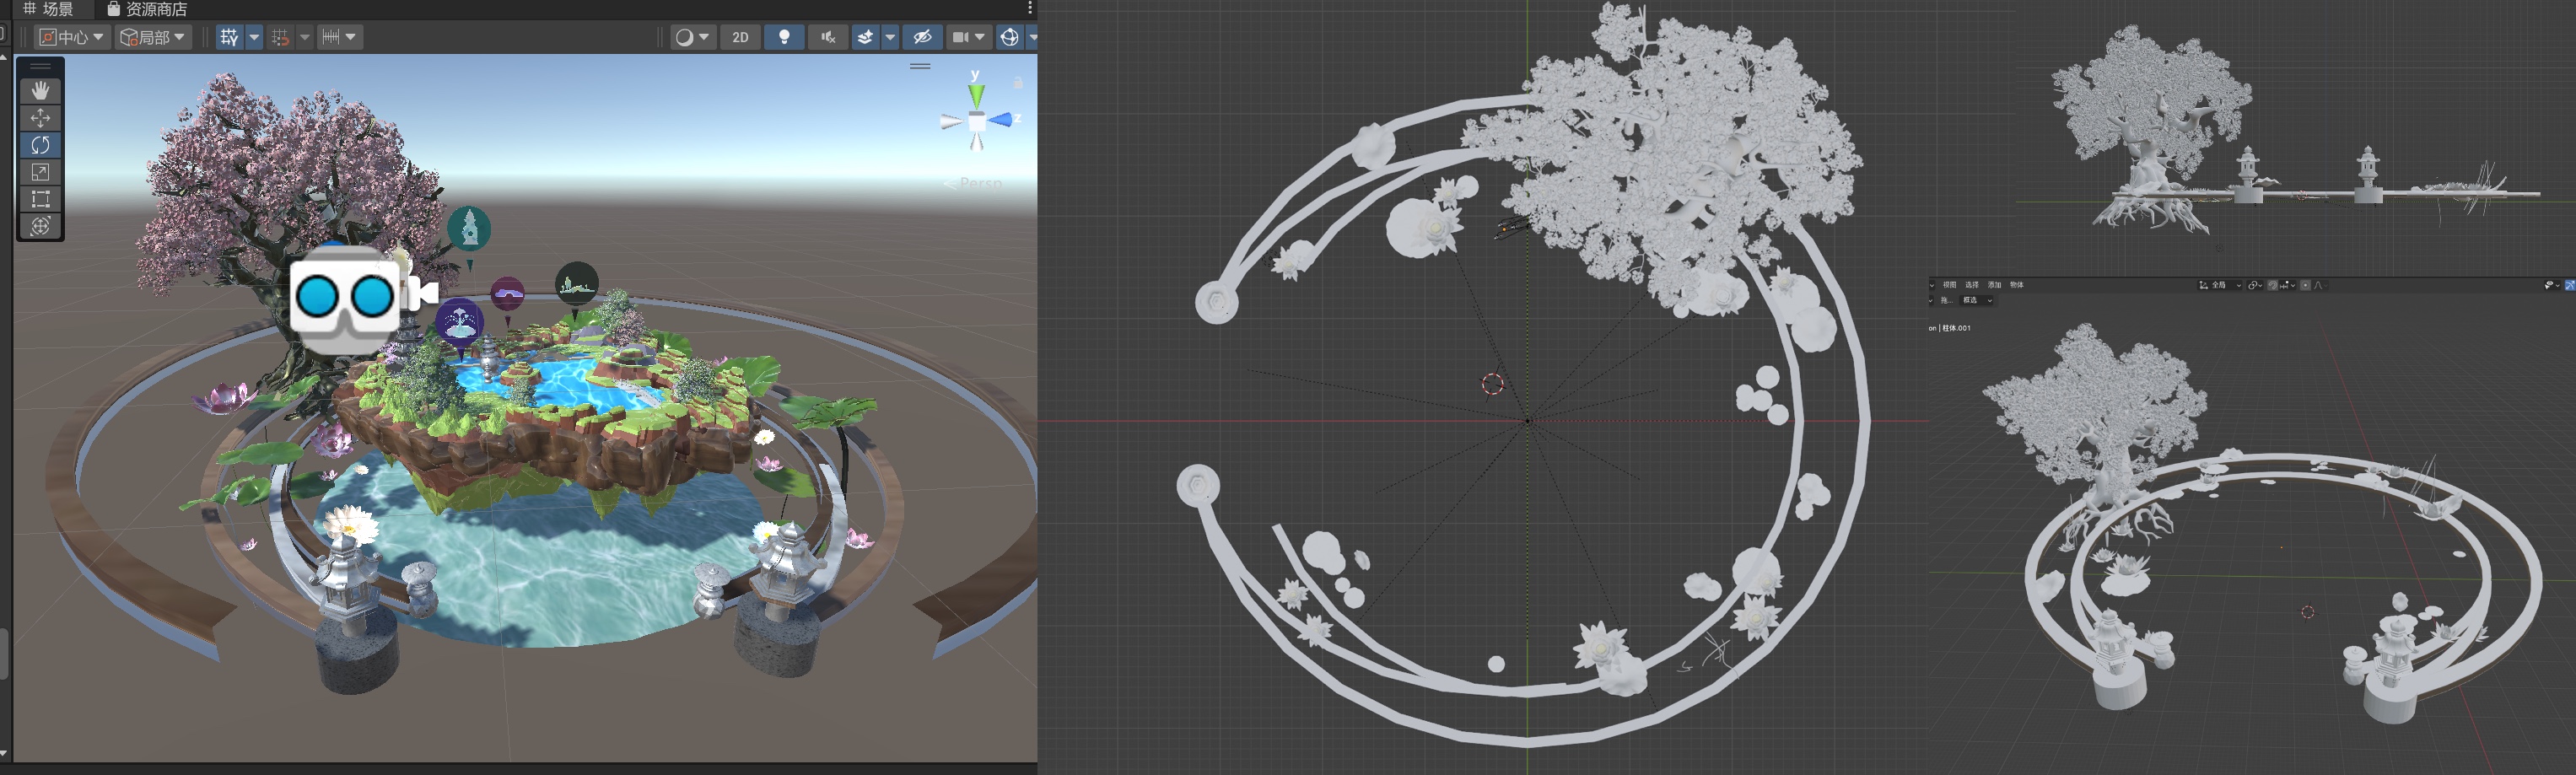 场景
资源商店
中心
局部
2D
y
z
Persp
视图 选择 添加 物体
全局
拖... 框选
on | 柱体.001